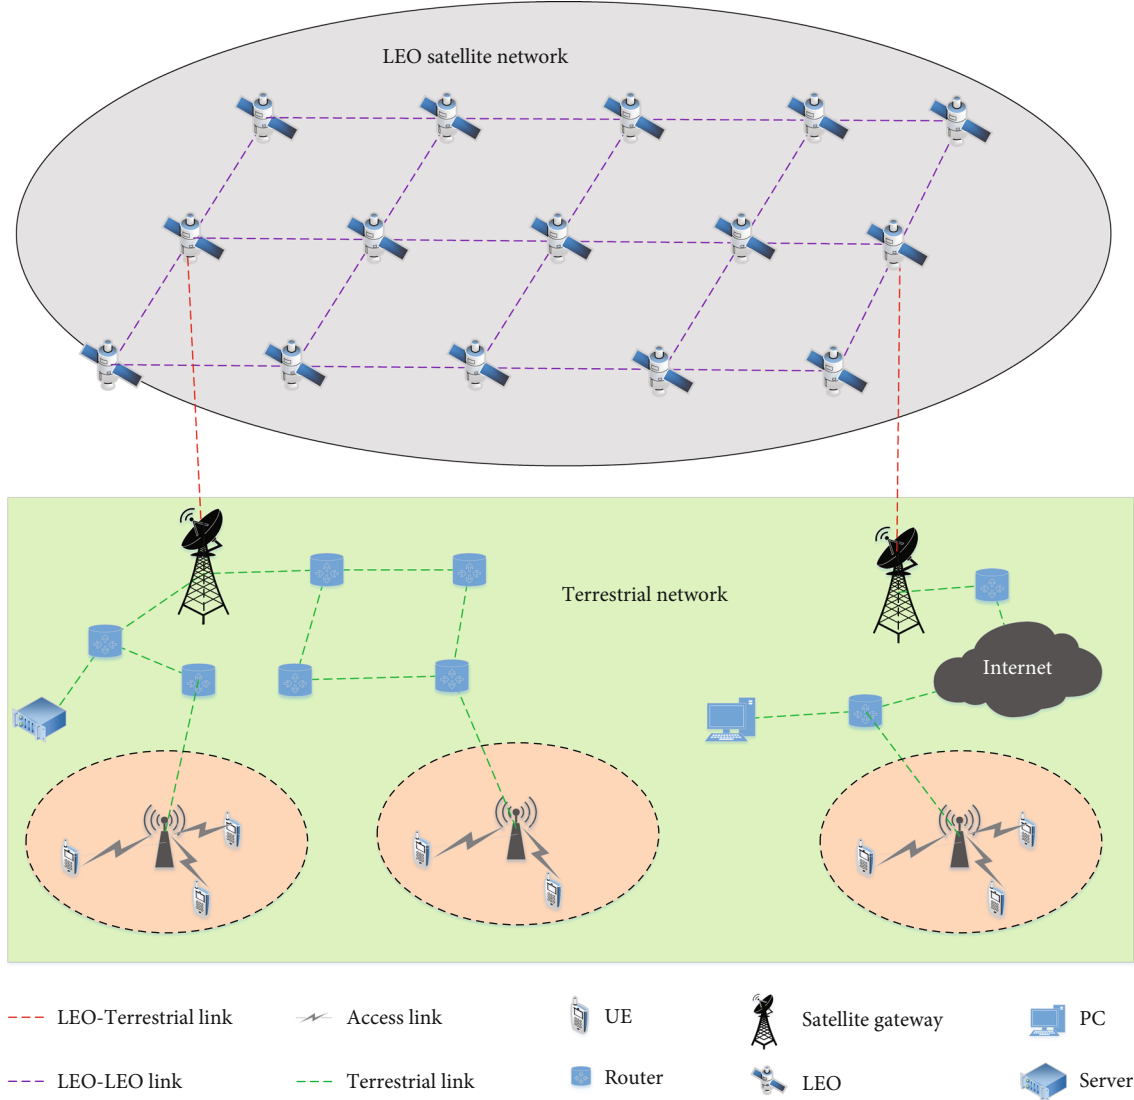 LEO satellite network
Terrestrial network
Internet
LEO-Terrestrial link
Access link
UE
Satellite gateway
PC
LEO-LEO link
Terrestrial link
Router
LEO
Server